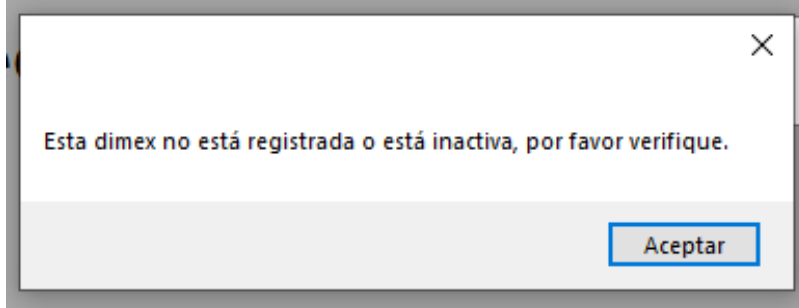 Esta dimex no está registrada o está inactiva, por favor verifique.
Aceptar